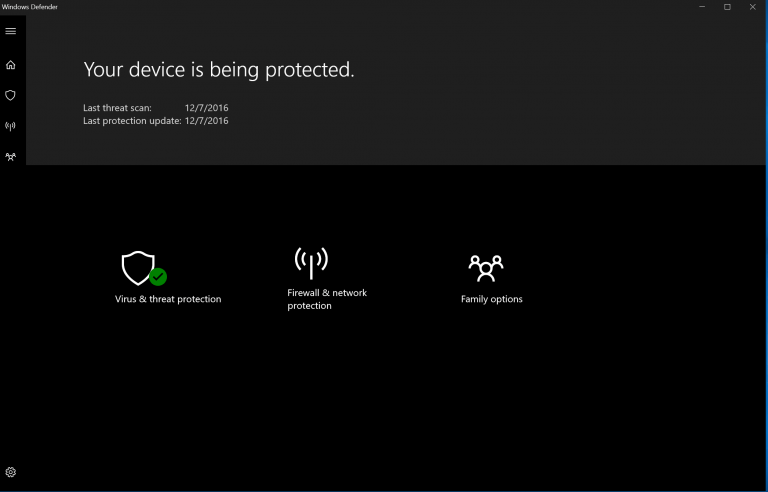 Windows Defender
Your device is being protected.
Last threat scan: 12/7/2016
Last protection update: 12/7/2016
Virus & threat protection
Firewall & network
protection
Family options